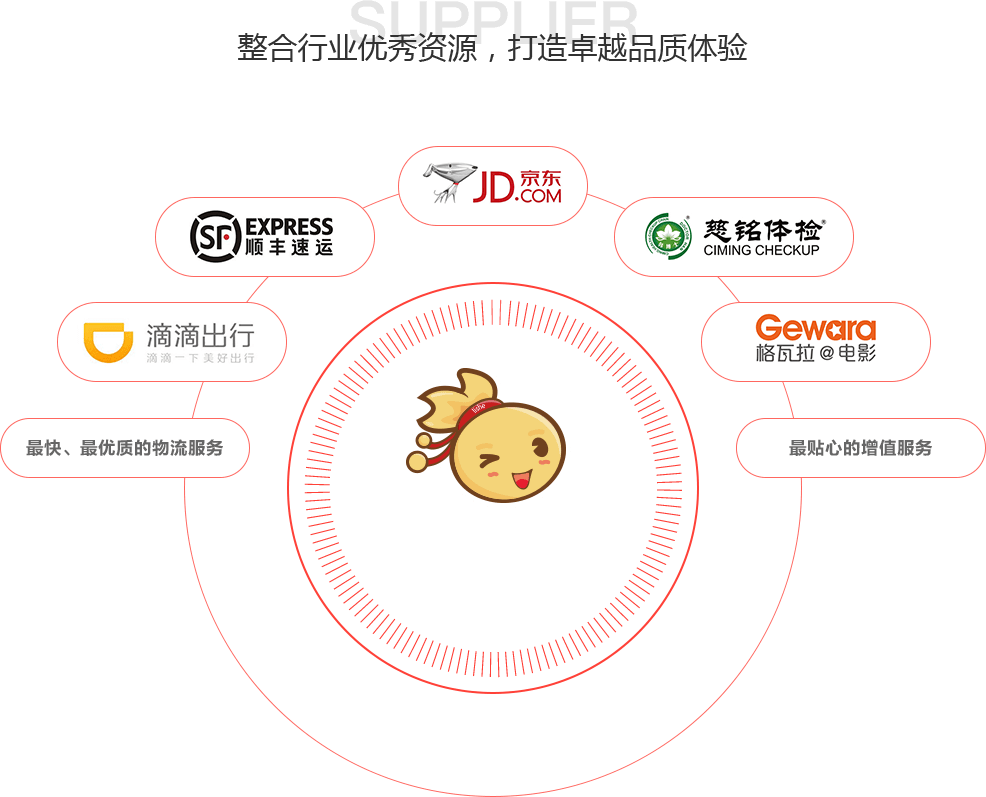 SUPPLIER
整合行业优秀资源，打造卓越品质体验
JD.京东
.COM
SF EXPRESS
顺丰速运
慈铭体检®
CIMING CHECKUP
滴滴出行
滴滴一下 美好出行
Gewara
格瓦拉@电影
lishe
最快、最优质的物流服务
最贴心的增值服务